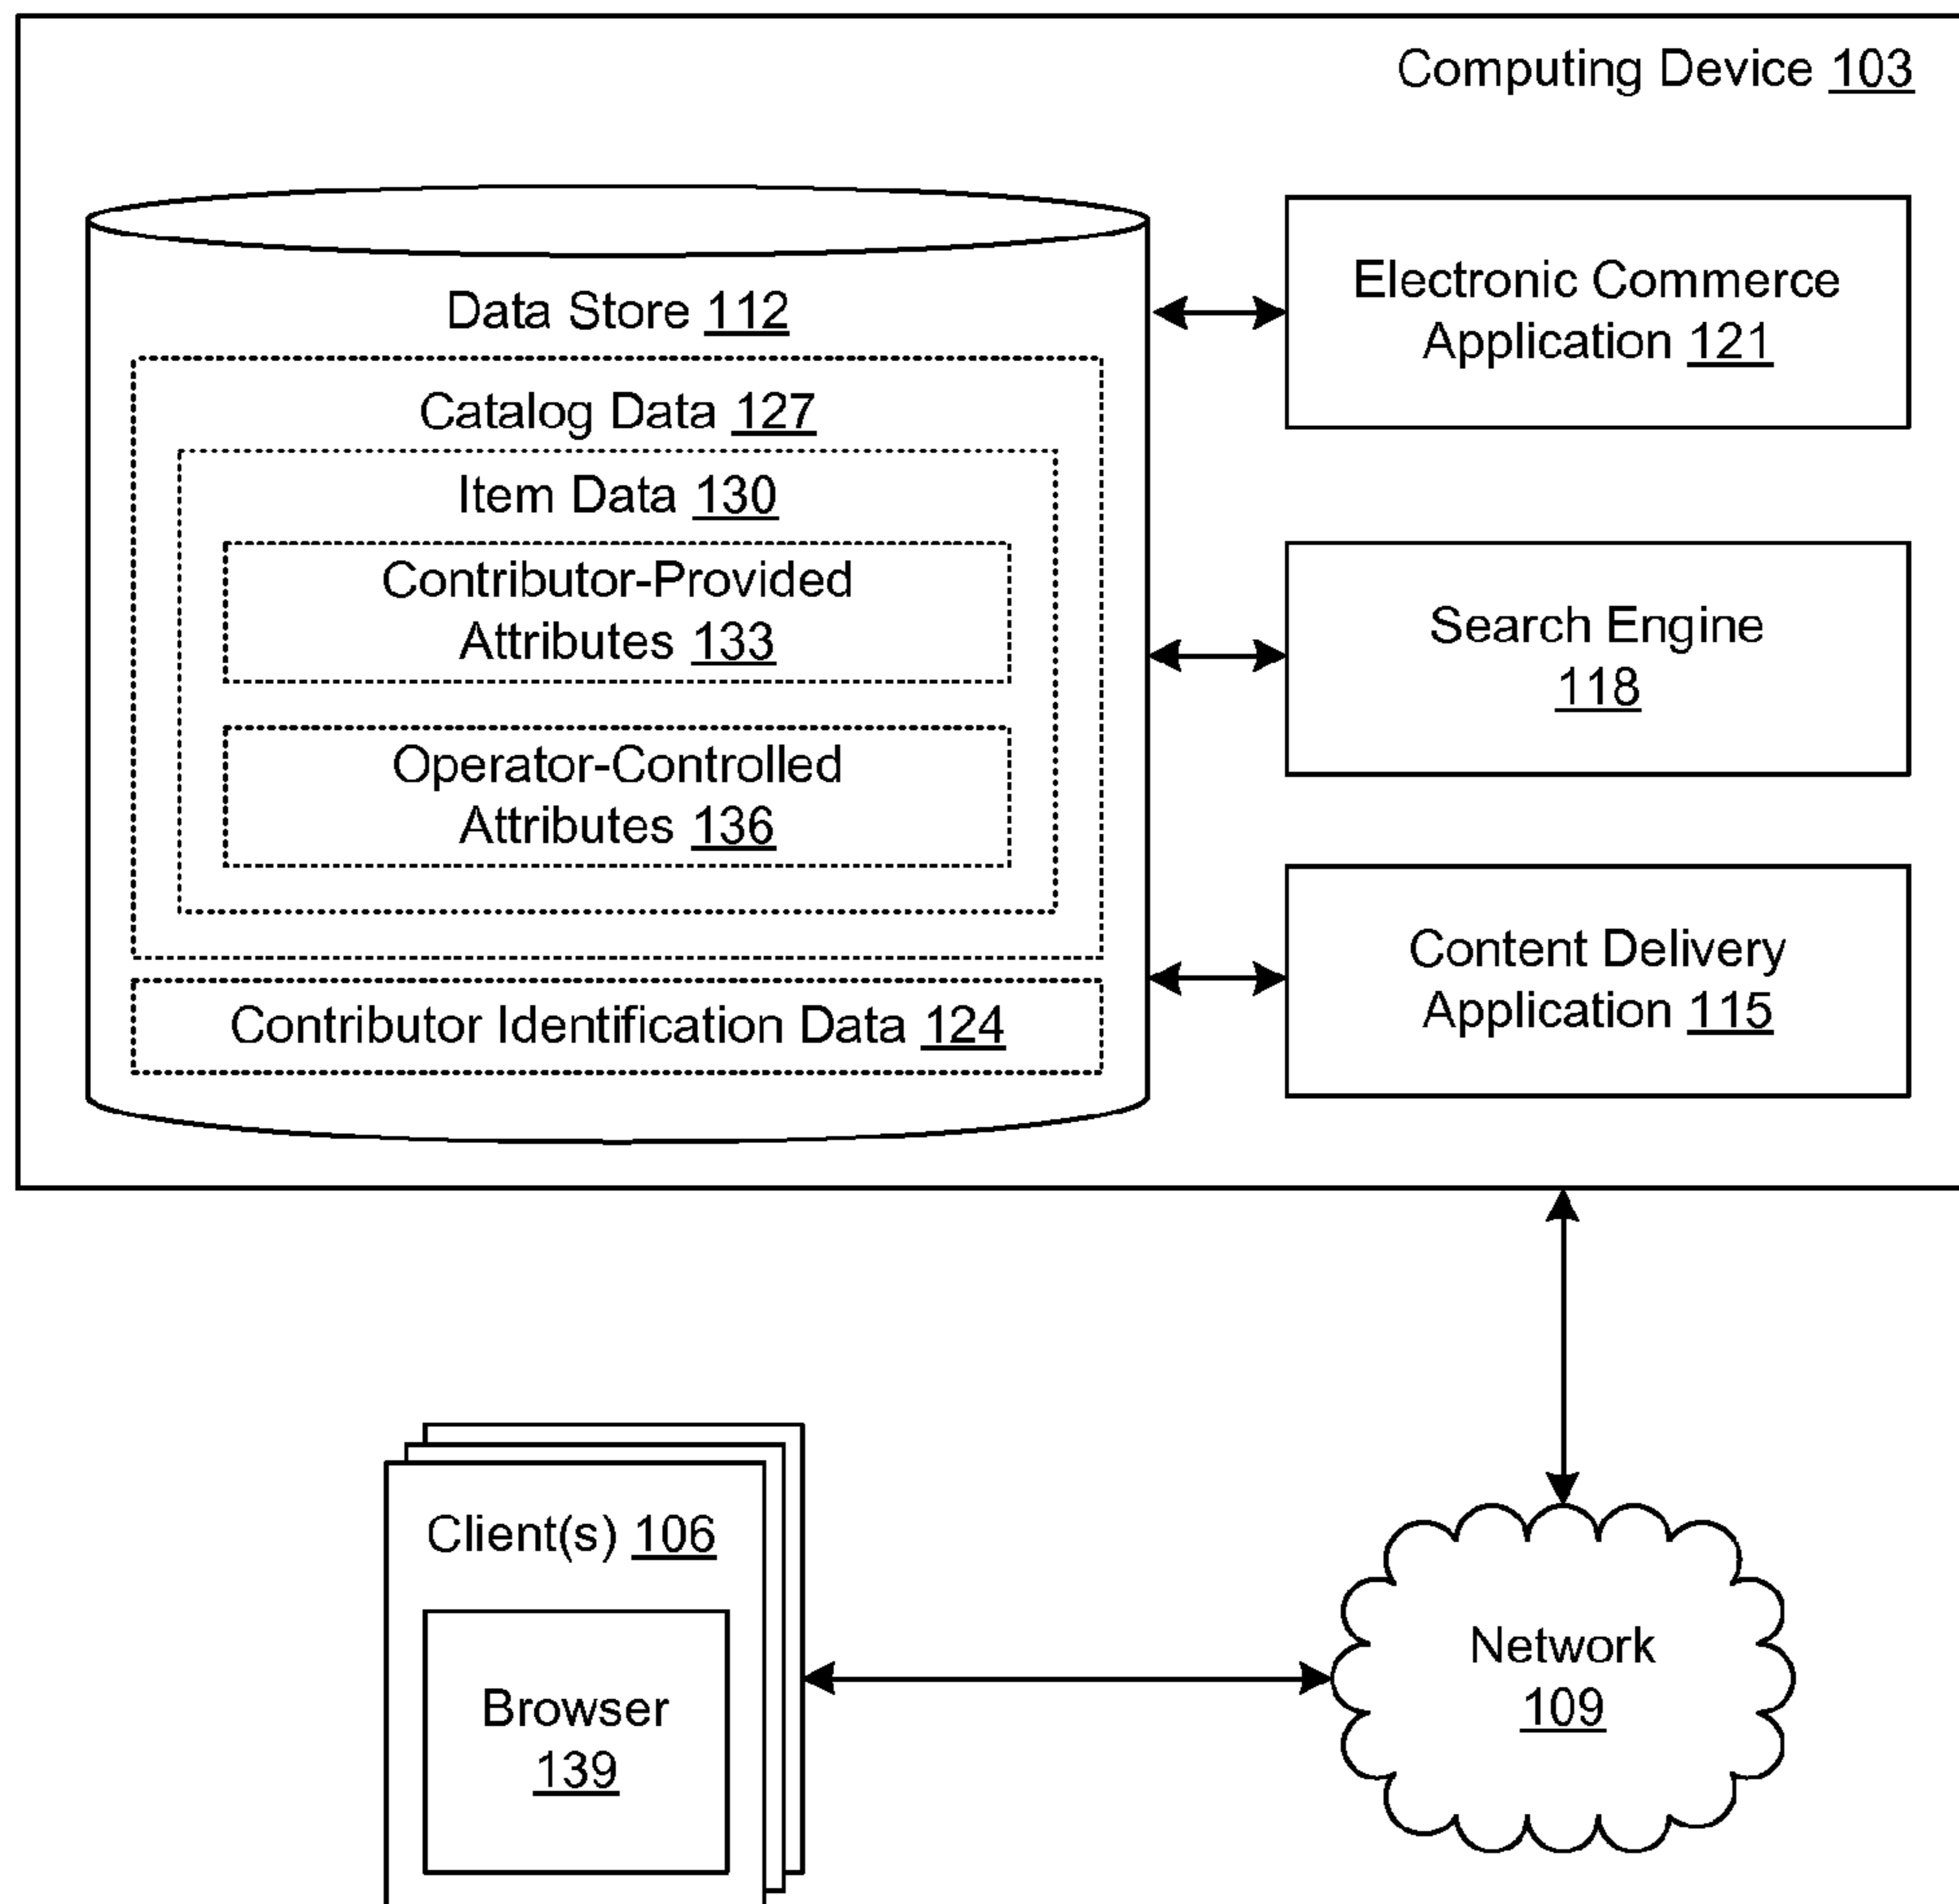 Computing Device 103
Data Store 112
Catalog Data 127
Item Data 130
Contributor-Provided
Attributes 133
Operator-Controlled
Attributes 136
Contributor Identification Data 124
Electronic Commerce
Application 121
Search Engine
118
Content Delivery
Application 115
Client(s) 106
Browser
139
Network
109